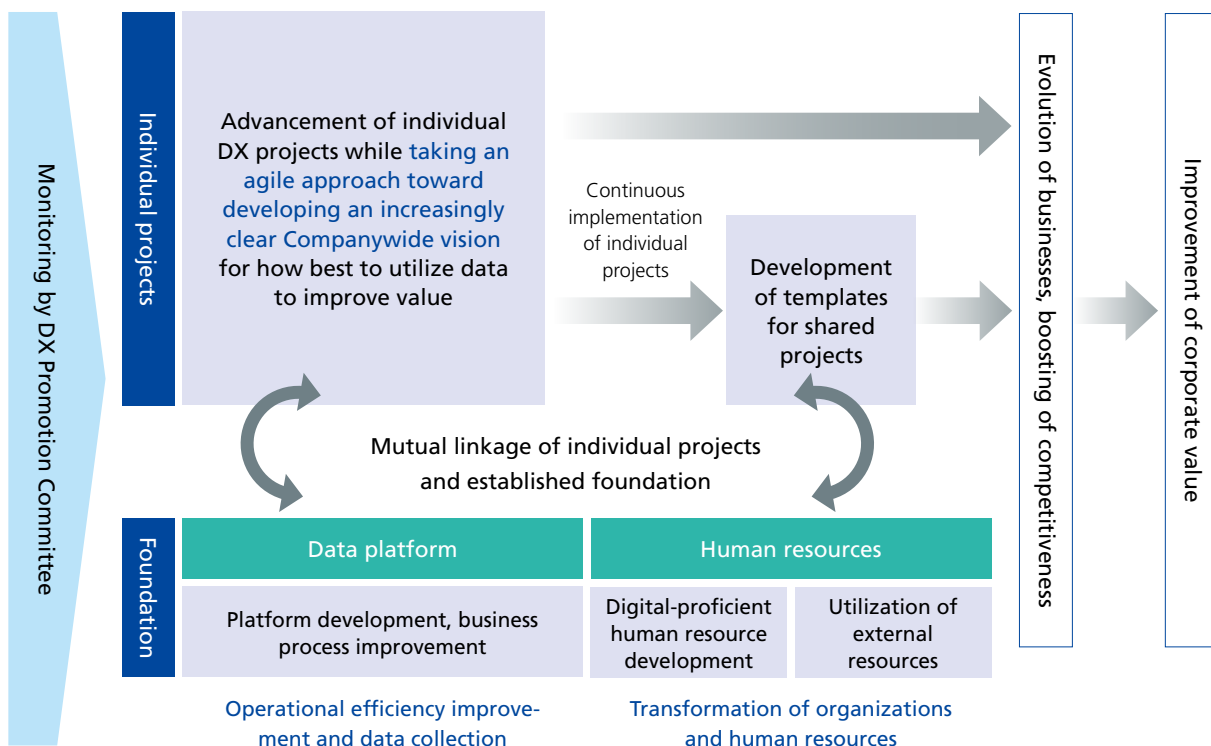 Monitoring by DX Promotion Committee
Individual projects
Advancement of individual
DX projects while taking an
agile approach toward
developing an increasingly
clear Companywide vision
for how best to utilize data
to improve value
Continuous
implementation
of individual
projects
Development
of templates
for shared
projects
Evolution of businesses, boosting of competitiveness
Improvement of corporate value
Mutual linkage of individual projects
and established foundation
Foundation
Data platform
Platform development, business
process improvement
Operational efficiency improve-
ment and data collection
Human resources
Digital-proficient
human resource
development
Utilization of
external
resources
Transformation of organizations
and human resources